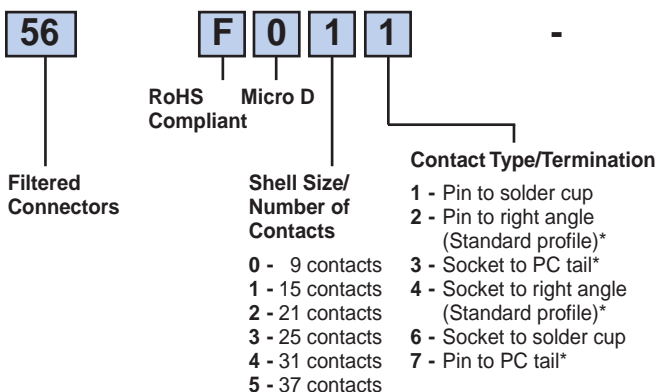 56 F 0 1 1 -
RoHS Compliant
Micro D
Filtered Connectors
Shell Size/
Number of
Contacts
0 - 9 contacts
1 - 15 contacts
2 - 21 contacts
3 - 25 contacts
4 - 31 contacts
5 - 37 contacts
Contact Type/Termination
1 - Pin to solder cup
2 - Pin to right angle
(Standard profile)*
3 - Socket to PC tail*
4 - Socket to right angle
(Standard profile)*
6 - Socket to solder cup
7 - Pin to PC tail*